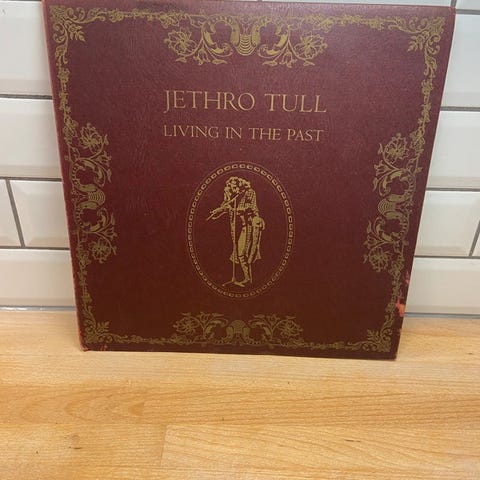 JETHRO TULL
LIVING IN THE PAST